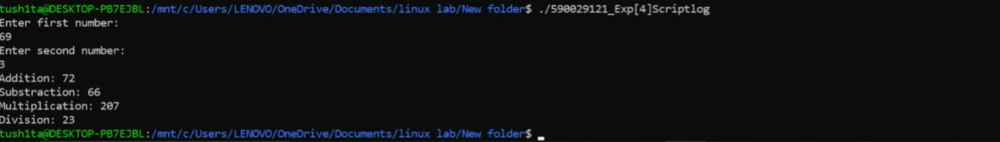 tush1ta@DESKTOP-PB7EJBL:/mnt/c/Users/LENOVO/OneDrive/Documents/linux lab/New folder$ ./590029121_Exp[4]Scriptlog
Enter first number:
69
Enter second number:
3
Addition: 72
Substraction: 66
Multiplication: 207
Division: 23
tush1ta@DESKTOP-PB7EJBL:/mnt/c/Users/LENOVO/OneDrive/Documents/linux lab/New folder$